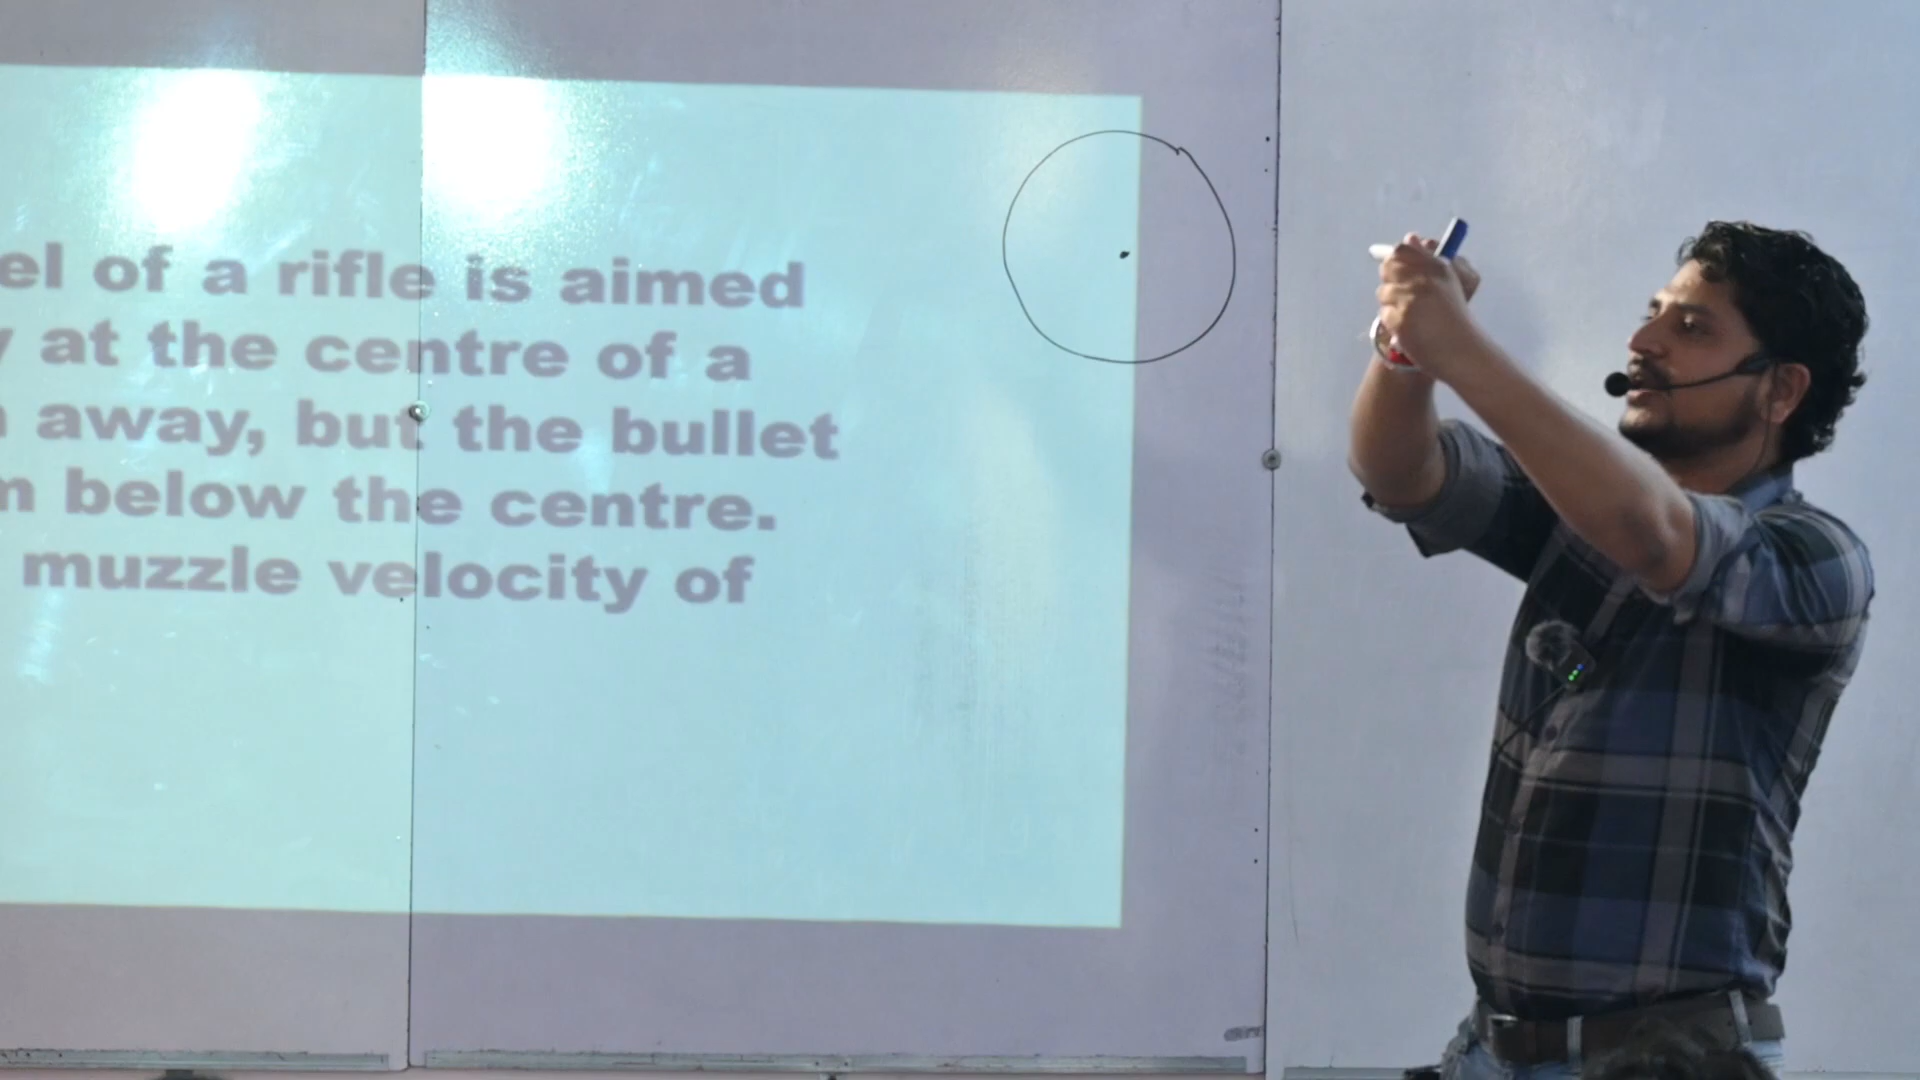 el of a rifle is aimed
y at the centre of a
away, but the bullet
m below the centre.
muzzle velocity of